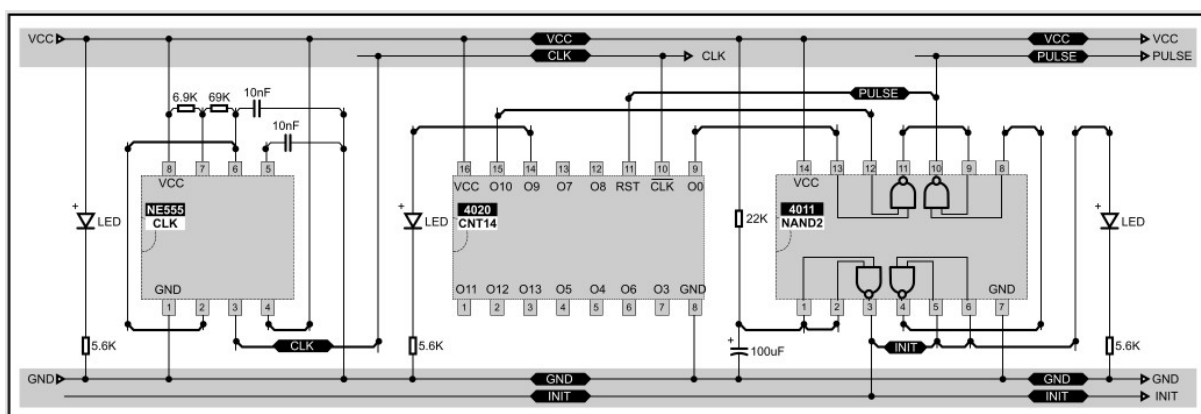 VCC VCC VCC VCC
CLK CLK PULSE PULSE
6.9K 69K 10nF PULSE
10nF
8 7 6 5 16 15 14 13 12 11 10 9 14 13 12 11 10 9 8
VCC VCC O10 O9 O7 O8 RST CLK O0 VCC
+ LED NE555 CLK + LED 4020 CNT14 22K 4011 NAND2 + LED
GND O11 O12 O13 O5 O4 O6 O3 GND GND
1 2 3 4 1 2 3 4 5 6 7 8 1 2 3 4 5 6 7
5.6K CLK 5.6K + 100uF INIT 5.6K
GND GND GND GND
INIT INIT INIT